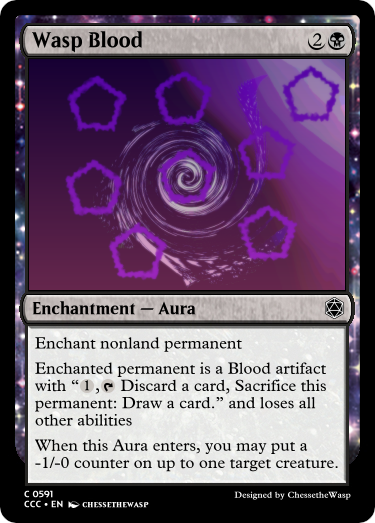 Wasp Blood 2
Enchantment — Aura
Enchant nonland permanent
Enchanted permanent is a Blood artifact
with “1, Discard a card, Sacrifice this
permanent: Draw a card.” and loses all
other abilities
When this Aura enters, you may put a
-1/-0 counter on up to one target creature.
C 0591
CCC • EN CHESSETHEWASP
Designed by ChessetheWasp